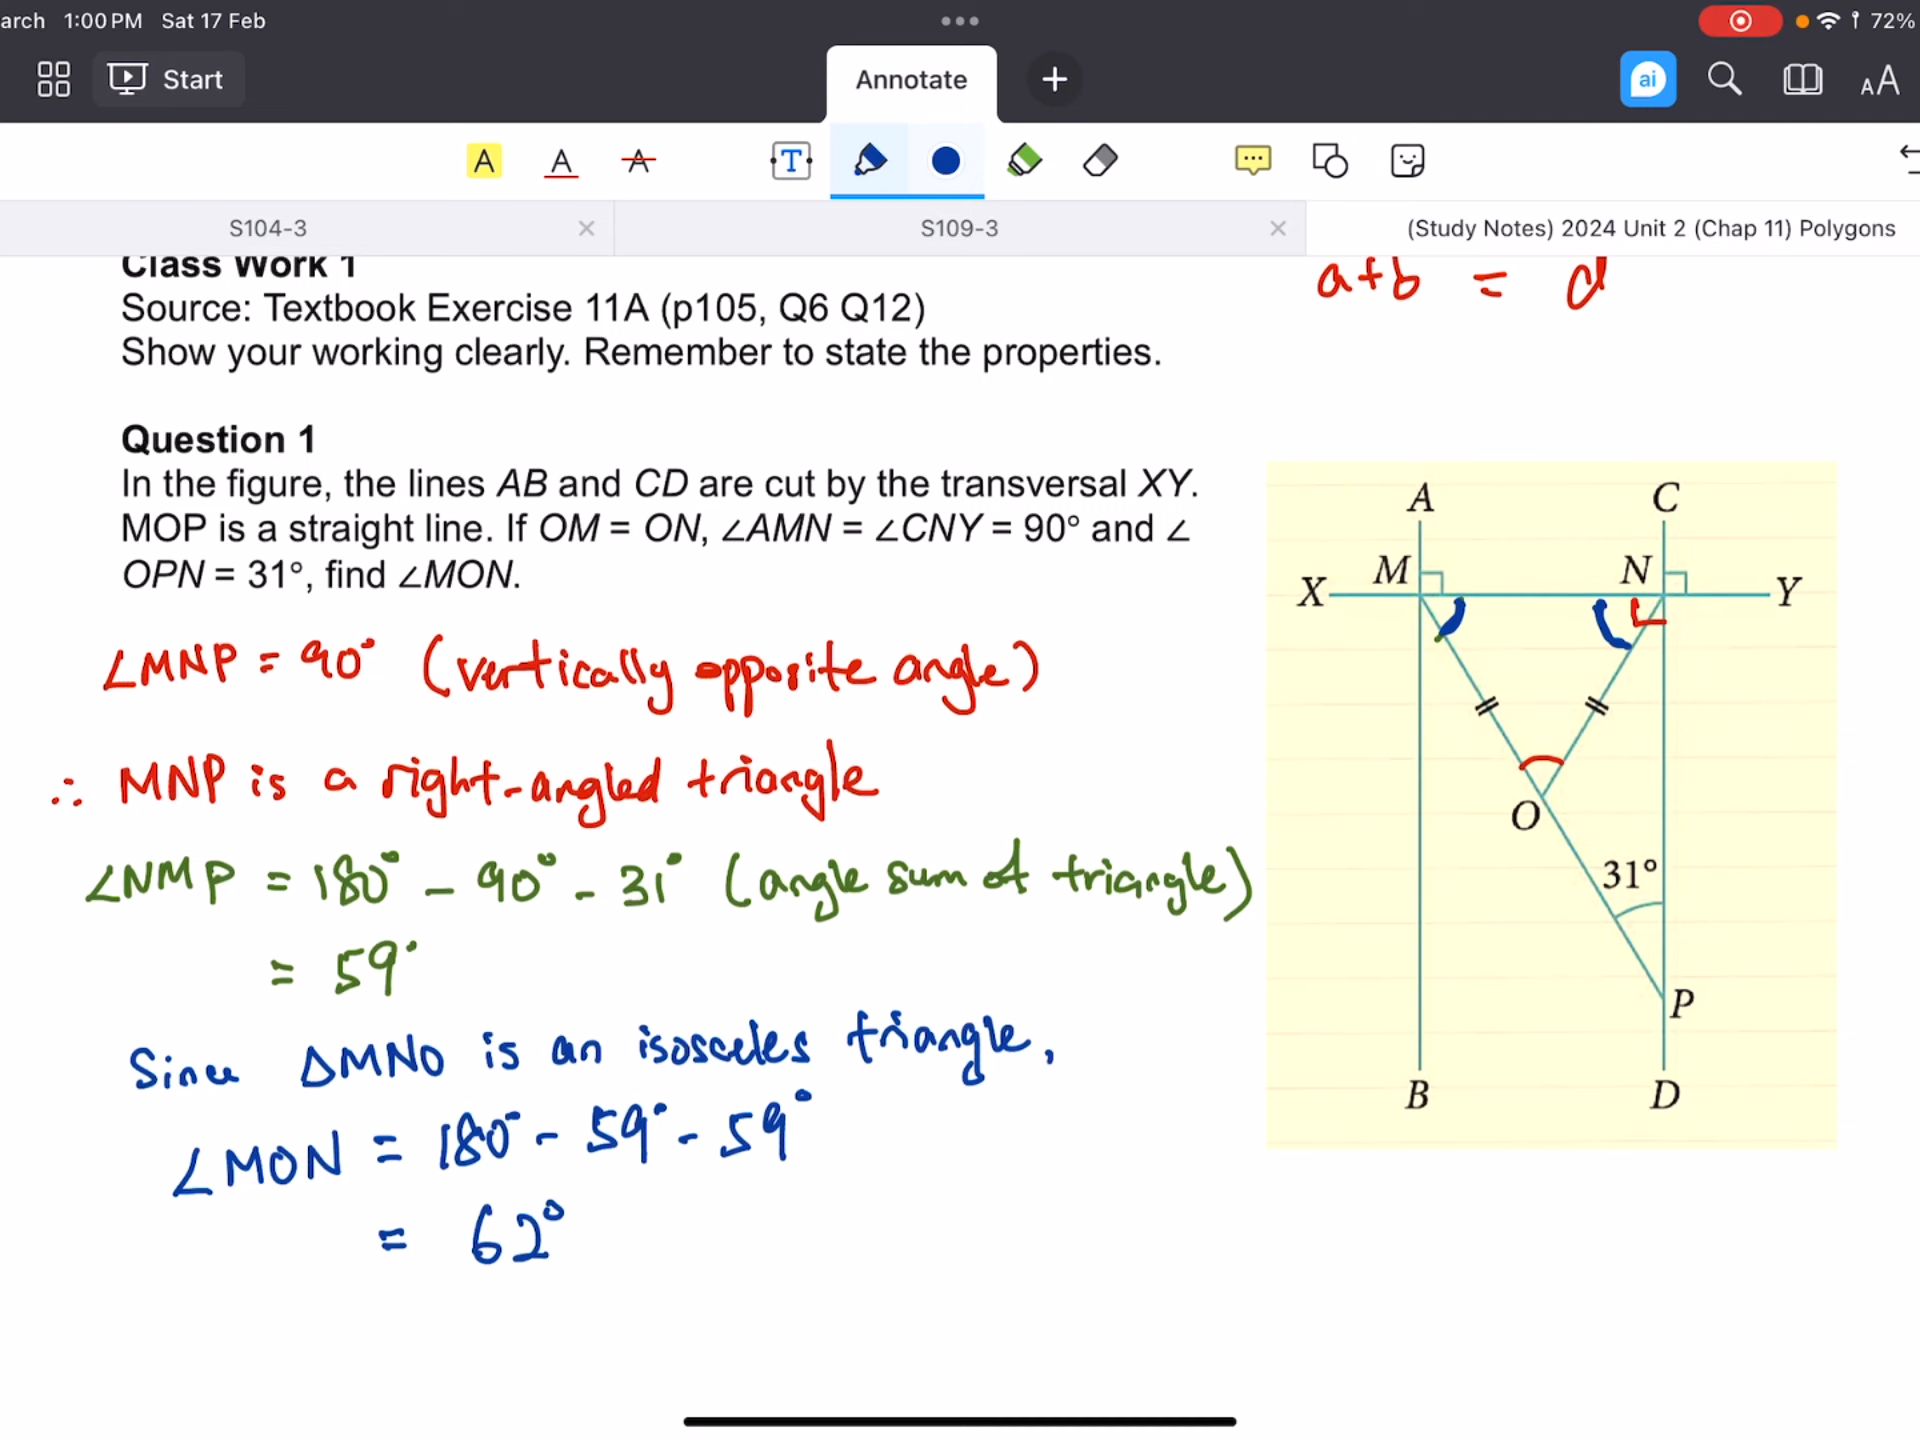 arch 1:00 PM Sat 17 Feb
72%
Start
Annotate
ai
AA
A A A T
S104-3
S109-3
(Study Notes) 2024 Unit 2 (Chap 11) Polygons
Class Work 1
a+b = d
Source: Textbook Exercise 11A (p105, Q6 Q12)
Show your working clearly. Remember to state the properties.
Question 1
In the figure, the lines AB and CD are cut by the transversal XY.
MOP is a straight line. If OM = ON, ∠AMN = ∠CNY = 90° and ∠
OPN = 31°, find ∠MON.
∠MNP = 90° (vertically opposite angle)
∴ MNP is a right-angled triangle
∠NMP = 180° - 90° - 31° (angle sum of triangle)
= 59°
Since △MNO is an isosceles triangle,
∠MON = 180° - 59° - 59°
= 62°
A C
M N
X Y
O
31°
P
B D